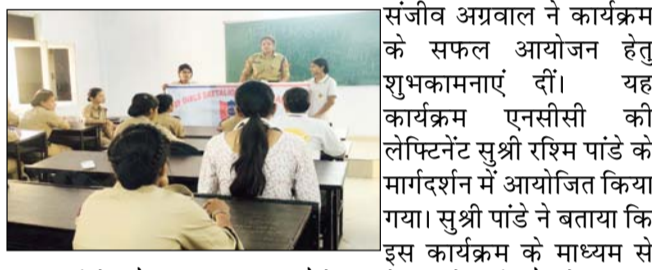 संजीव अग्रवाल ने कार्यक्रम
के सफल आयोजन हेतु
शुभकामनाएं दीं। यह
कार्यक्रम एनसीसी की
लेफ्टिनेंट सुश्री रश्मि पांडे के
मार्गदर्शन में आयोजित किया
गया। सुश्री पांडे ने बताया कि
इस कार्यक्रम के माध्यम से